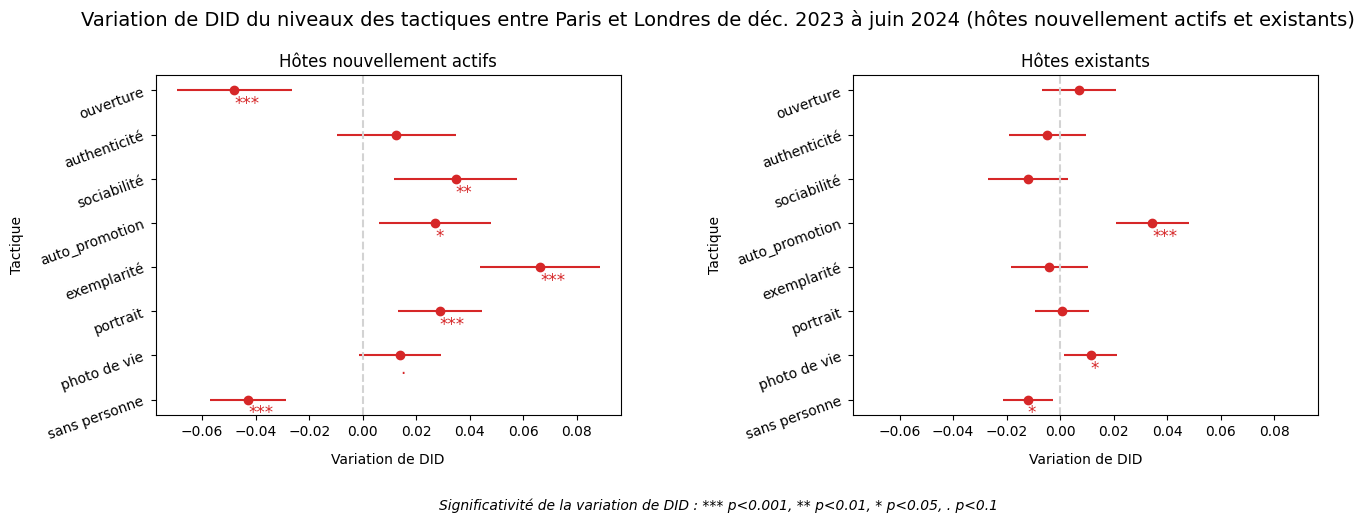 Variation de DID du niveaux des tactiques entre Paris et Londres de déc. 2023 à juin 2024 (hôtes nouvellement actifs et existants)
Hôtes nouvellement actifs
Tactique
ouverture
***
authenticité
sociabilité
**
auto_promotion
*
exemplarité
***
portrait
***
photo de vie
.
sans personne
***
−0.06 −0.04 −0.02 0.00 0.02 0.04 0.06 0.08
Variation de DID
Hôtes existants
Tactique
ouverture
authenticité
sociabilité
auto_promotion
***
exemplarité
portrait
photo de vie
*
sans personne
*
−0.06 −0.04 −0.02 0.00 0.02 0.04 0.06 0.08
Variation de DID
Significativité de la variation de DID : *** p<0.001, ** p<0.01, * p<0.05, . p<0.1